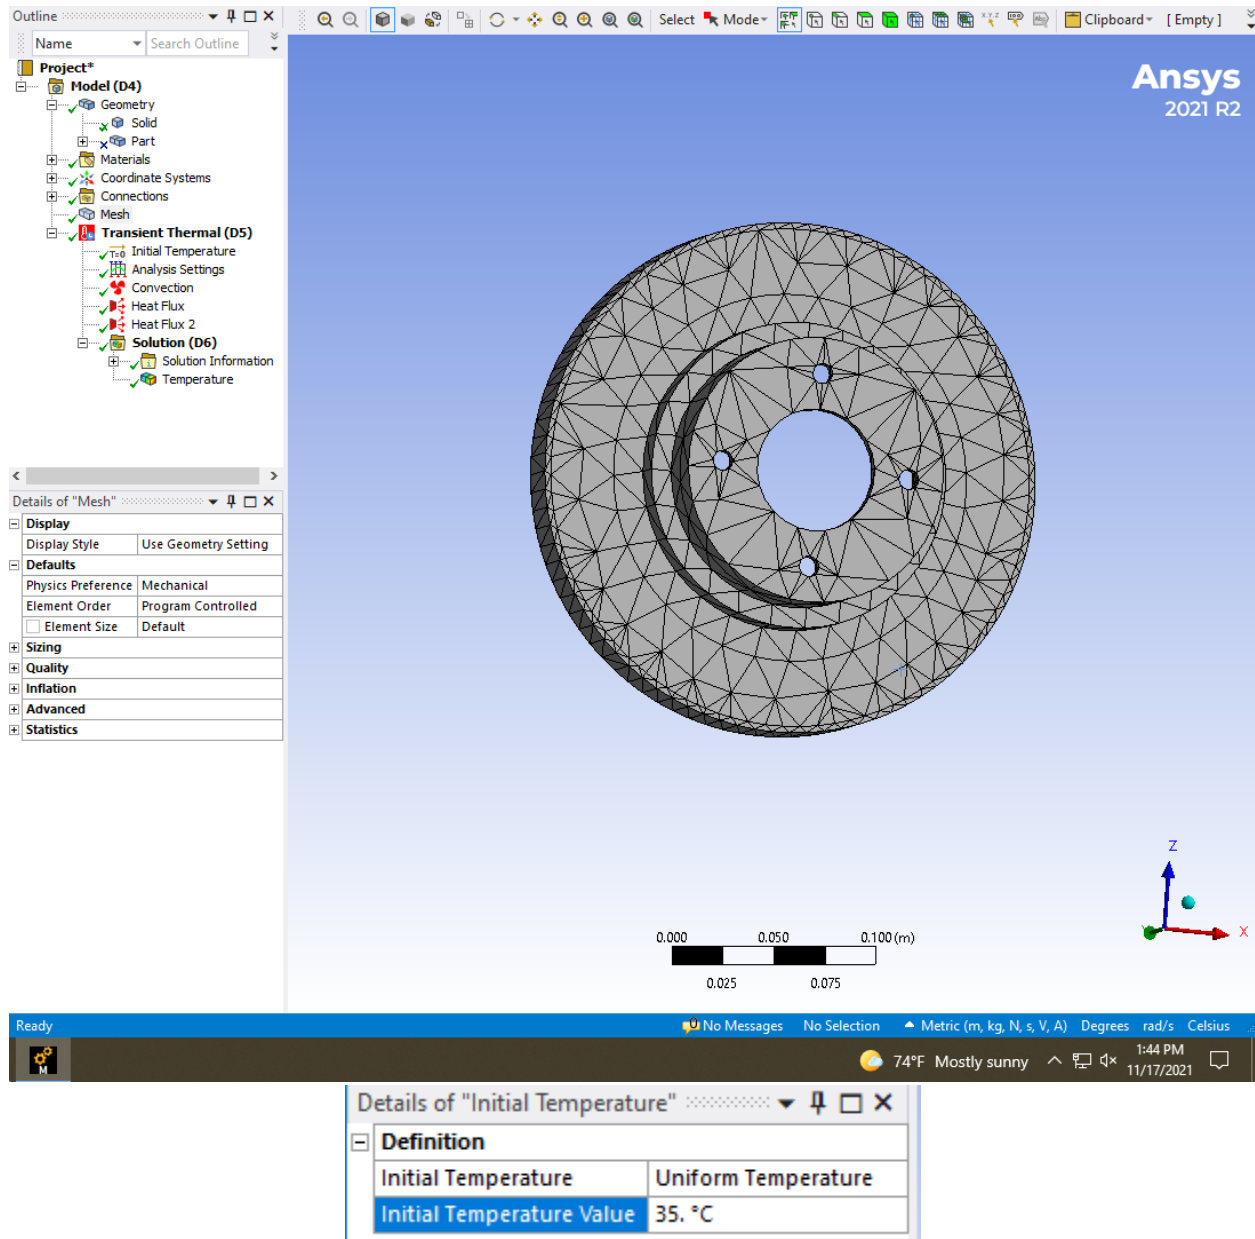 Outline
Select Mode Clipboard [ Empty ]
Name Search Outline
Project*
Model (D4)
Geometry
Solid
Part
Materials
Coordinate Systems
Connections
Mesh
Transient Thermal (D5)
Initial Temperature
Analysis Settings
Convection
Heat Flux
Heat Flux 2
Solution (D6)
Solution Information
Temperature
Details of "Mesh"
Display
Display Style Use Geometry Setting
Defaults
Physics Preference Mechanical
Element Order Program Controlled
Element Size Default
Sizing
Quality
Inflation
Advanced
Statistics
Ansys
2021 R2
Z
X
0.000 0.050 0.100 (m)
0.025 0.075
Ready 0 No Messages No Selection Metric (m, kg, N, s, V, A) Degrees rad/s Celsius
M 74°F Mostly sunny 1:44 PM
11/17/2021
Details of "Initial Temperature"
Definition
Initial Temperature Uniform Temperature
Initial Temperature Value 35. °C